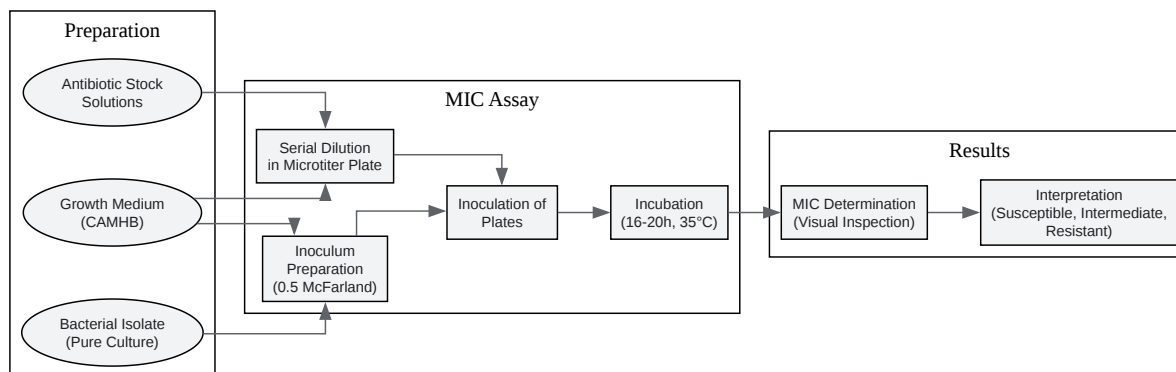 Preparation
Antibiotic Stock
Solutions
Growth Medium
(CAMHB)
Bacterial Isolate
(Pure Culture)
MIC Assay
Serial Dilution
in Microtiter Plate
Inoculum
Preparation
(0.5 McFarland)
Inoculation of
Plates
Incubation
(16-20h, 35°C)
Results
MIC Determination
(Visual Inspection)
Interpretation
(Susceptible, Intermediate,
Resistant)